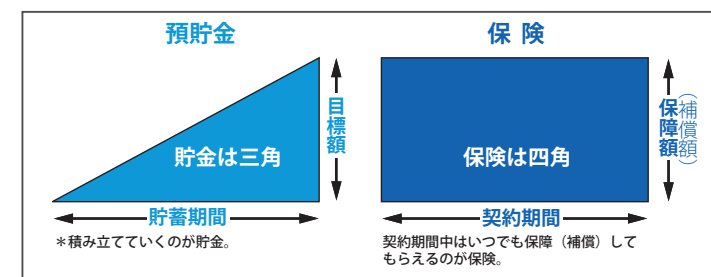 預貯金
貯金は三角
目標額
貯蓄期間
＊積み立てていくのが貯金。
保 険
保険は四角
保障額
（補償額）
契約期間
契約期間中はいつでも保障（補償）して
もらえるのが保険。